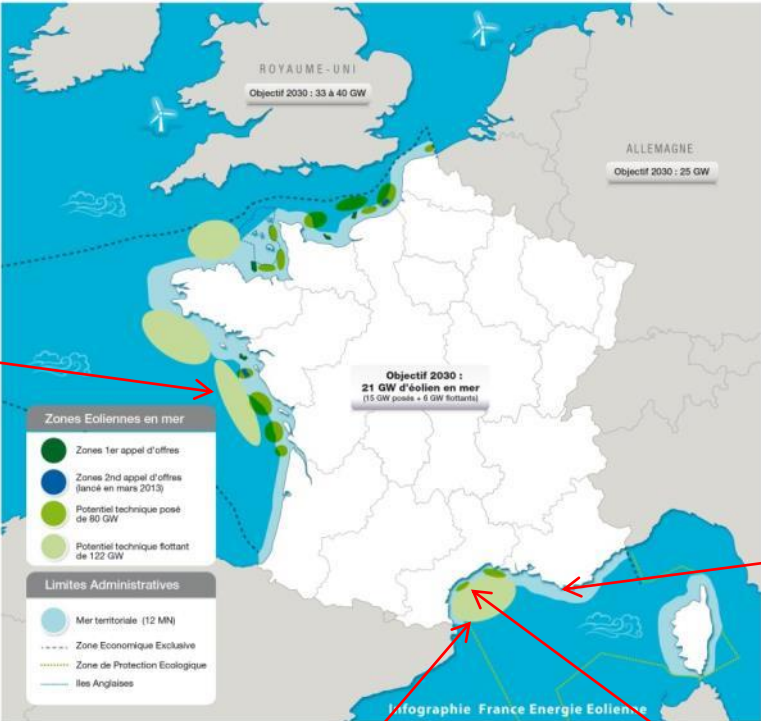 ROYAUME-UNI
Objectif 2030 : 33 à 40 GW
ALLEMAGNE
Objectif 2030 : 25 GW
Objectif 2030 :
21 GW d'éolien en mer
(15 GW posés + 6 GW flottants)
Zones Eoliennes en mer
Zones 1er appel d'offres
Zones 2nd appel d'offres
(lancé en mars 2013)
Potentiel technique posé
de 80 GW
Potentiel technique flottant
de 122 GW
Limites Administratives
Mer territoriale (12 MN)
Zone Economique Exclusive
Zone de Protection Ecologique
Iles Anglaises
Infographie France Energie Eolienne